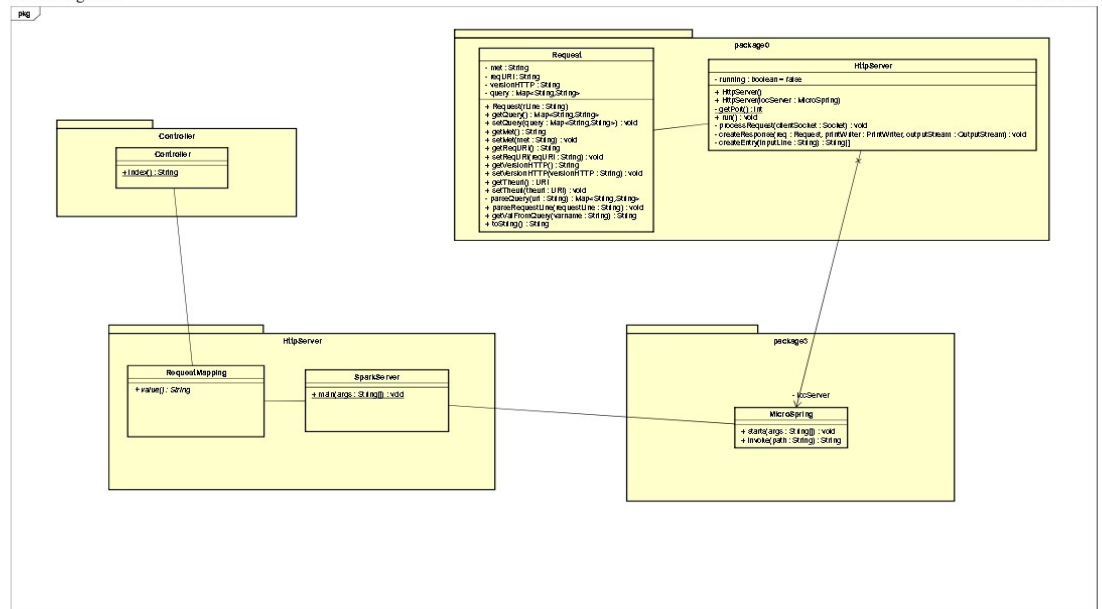 pkg
package0
Request
- met : String
- reqURI : String
- versionHTTP : String
- query : Map<String,String>
+ Request(rLine : String)
+ getQuery() : Map<String,String>
+ setQuery(query : Map<String,String>) : void
+ getMet() : String
+ setMet(met : String) : void
+ getReqURI() : String
+ setReqURI(reqURI : String) : void
+ getVersionHTTP() : String
+ setVersionHTTP(versionHTTP : String) : void
+ getTheuri() : URI
+ setTheuri(theuri : URI) : void
- parseQuery(uri : String) : Map<String,String>
+ parseRequestLine(requestLine : String) : void
+ getValFromQuery(varname : String) : String
+ toString() : String
HttpServer
- running : boolean = false
+ HttpServer()
+ HttpServer(iocServer : MicroSpring)
- getPort() : int
+ run() : void
- processRequest(clientSocket : Socket) : void
- createResponse(req : Request, printWriter : PrintWriter, outputStream : OutputStream) : void
- createEntry(inputLine : String) : String[]
Controller
Controller
+ index() : String
HttpServer
RequestMapping
+ value() : String
SparkServer
+ main(args : String[]) : void
package3
- iocServer
MicroSpring
+ starts(args : String[]) : void
+ invoke(path : String) : String